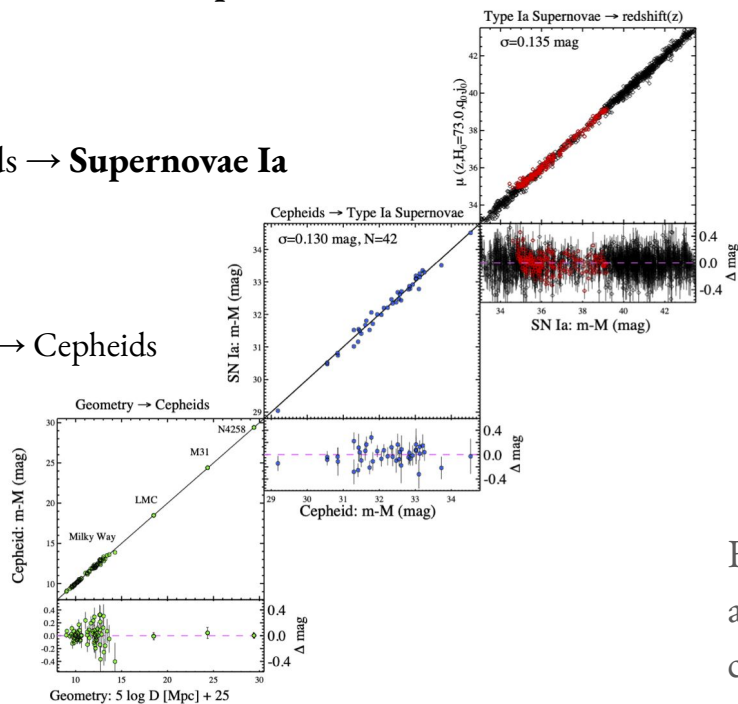 Type Ia Supernovae → redshift(z)
σ=0.135 mag
μ (z,H₀=73.0,q₀,j₀)
42
40
38
36
34
0.4
0.0
-0.4
Δ mag
34 36 38 40 42
SN Ia: m-M (mag)
→ Supernovae Ia
Cepheids → Type Ia Supernovae
σ=0.130 mag, N=42
SN Ia: m-M (mag)
34
33
32
31
30
29
0.4
0.0
-0.4
Δ mag
29 30 31 32 33 34
Cepheid: m-M (mag)
→ Cepheids
Geometry → Cepheids
N4258
M31
LMC
Milky Way
Cepheid: m-M (mag)
30
25
20
15
10
0.4
0.2
0.0
-0.2
-0.4
0.4
0.0
-0.4
Δ mag
10 15 20 25 30
Geometry: 5 log D [Mpc] + 25